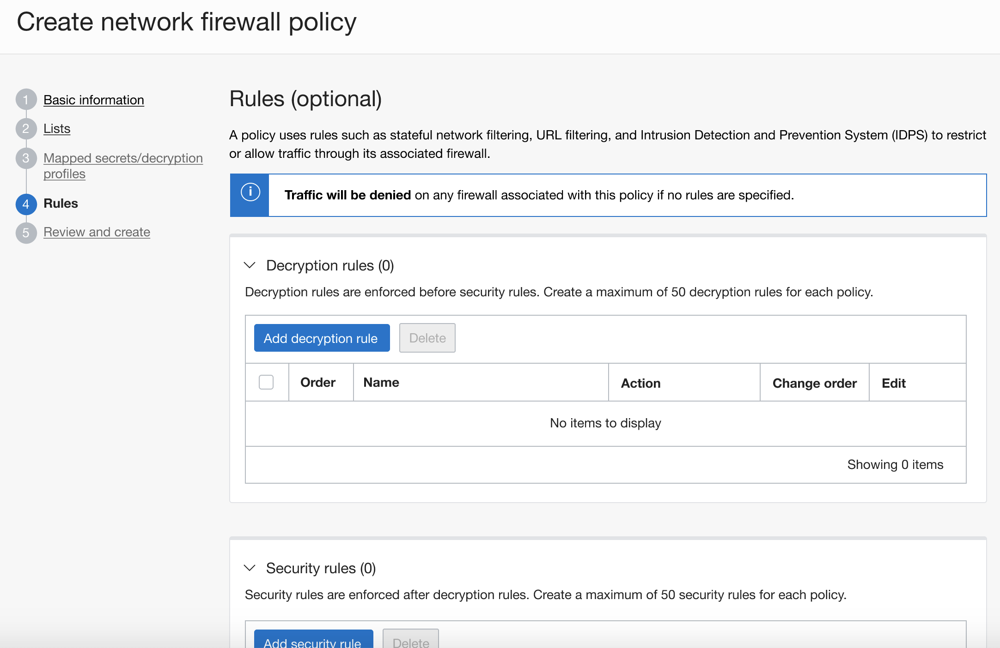 Create network firewall policy
1 Basic information
2 Lists
3 Mapped secrets/decryption
profiles
4 Rules
5 Review and create
Rules (optional)
A policy uses rules such as stateful network filtering, URL filtering, and Intrusion Detection and Prevention System (IDPS) to restrict
or allow traffic through its associated firewall.
i Traffic will be denied on any firewall associated with this policy if no rules are specified.
Decryption rules (0)
Decryption rules are enforced before security rules. Create a maximum of 50 decryption rules for each policy.
Add decryption rule Delete
Order Name Action Change order Edit
No items to display
Showing 0 items
Security rules (0)
Security rules are enforced after decryption rules. Create a maximum of 50 security rules for each policy.
Add security rule Delete